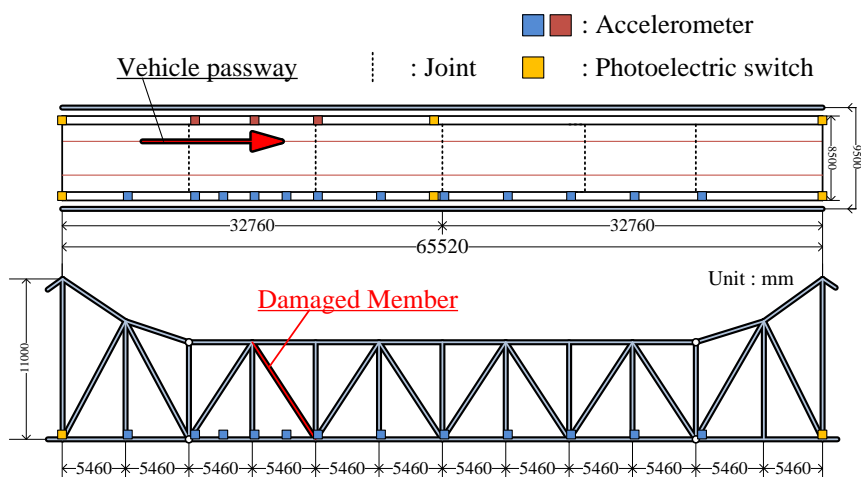 : Accelerometer
Vehicle passway
: Joint
: Photoelectric switch
8500
9500
32760
32760
65520
Unit : mm
Damaged Member
11000
5460 5460 5460 5460 5460 5460 5460 5460 5460 5460 5460 5460